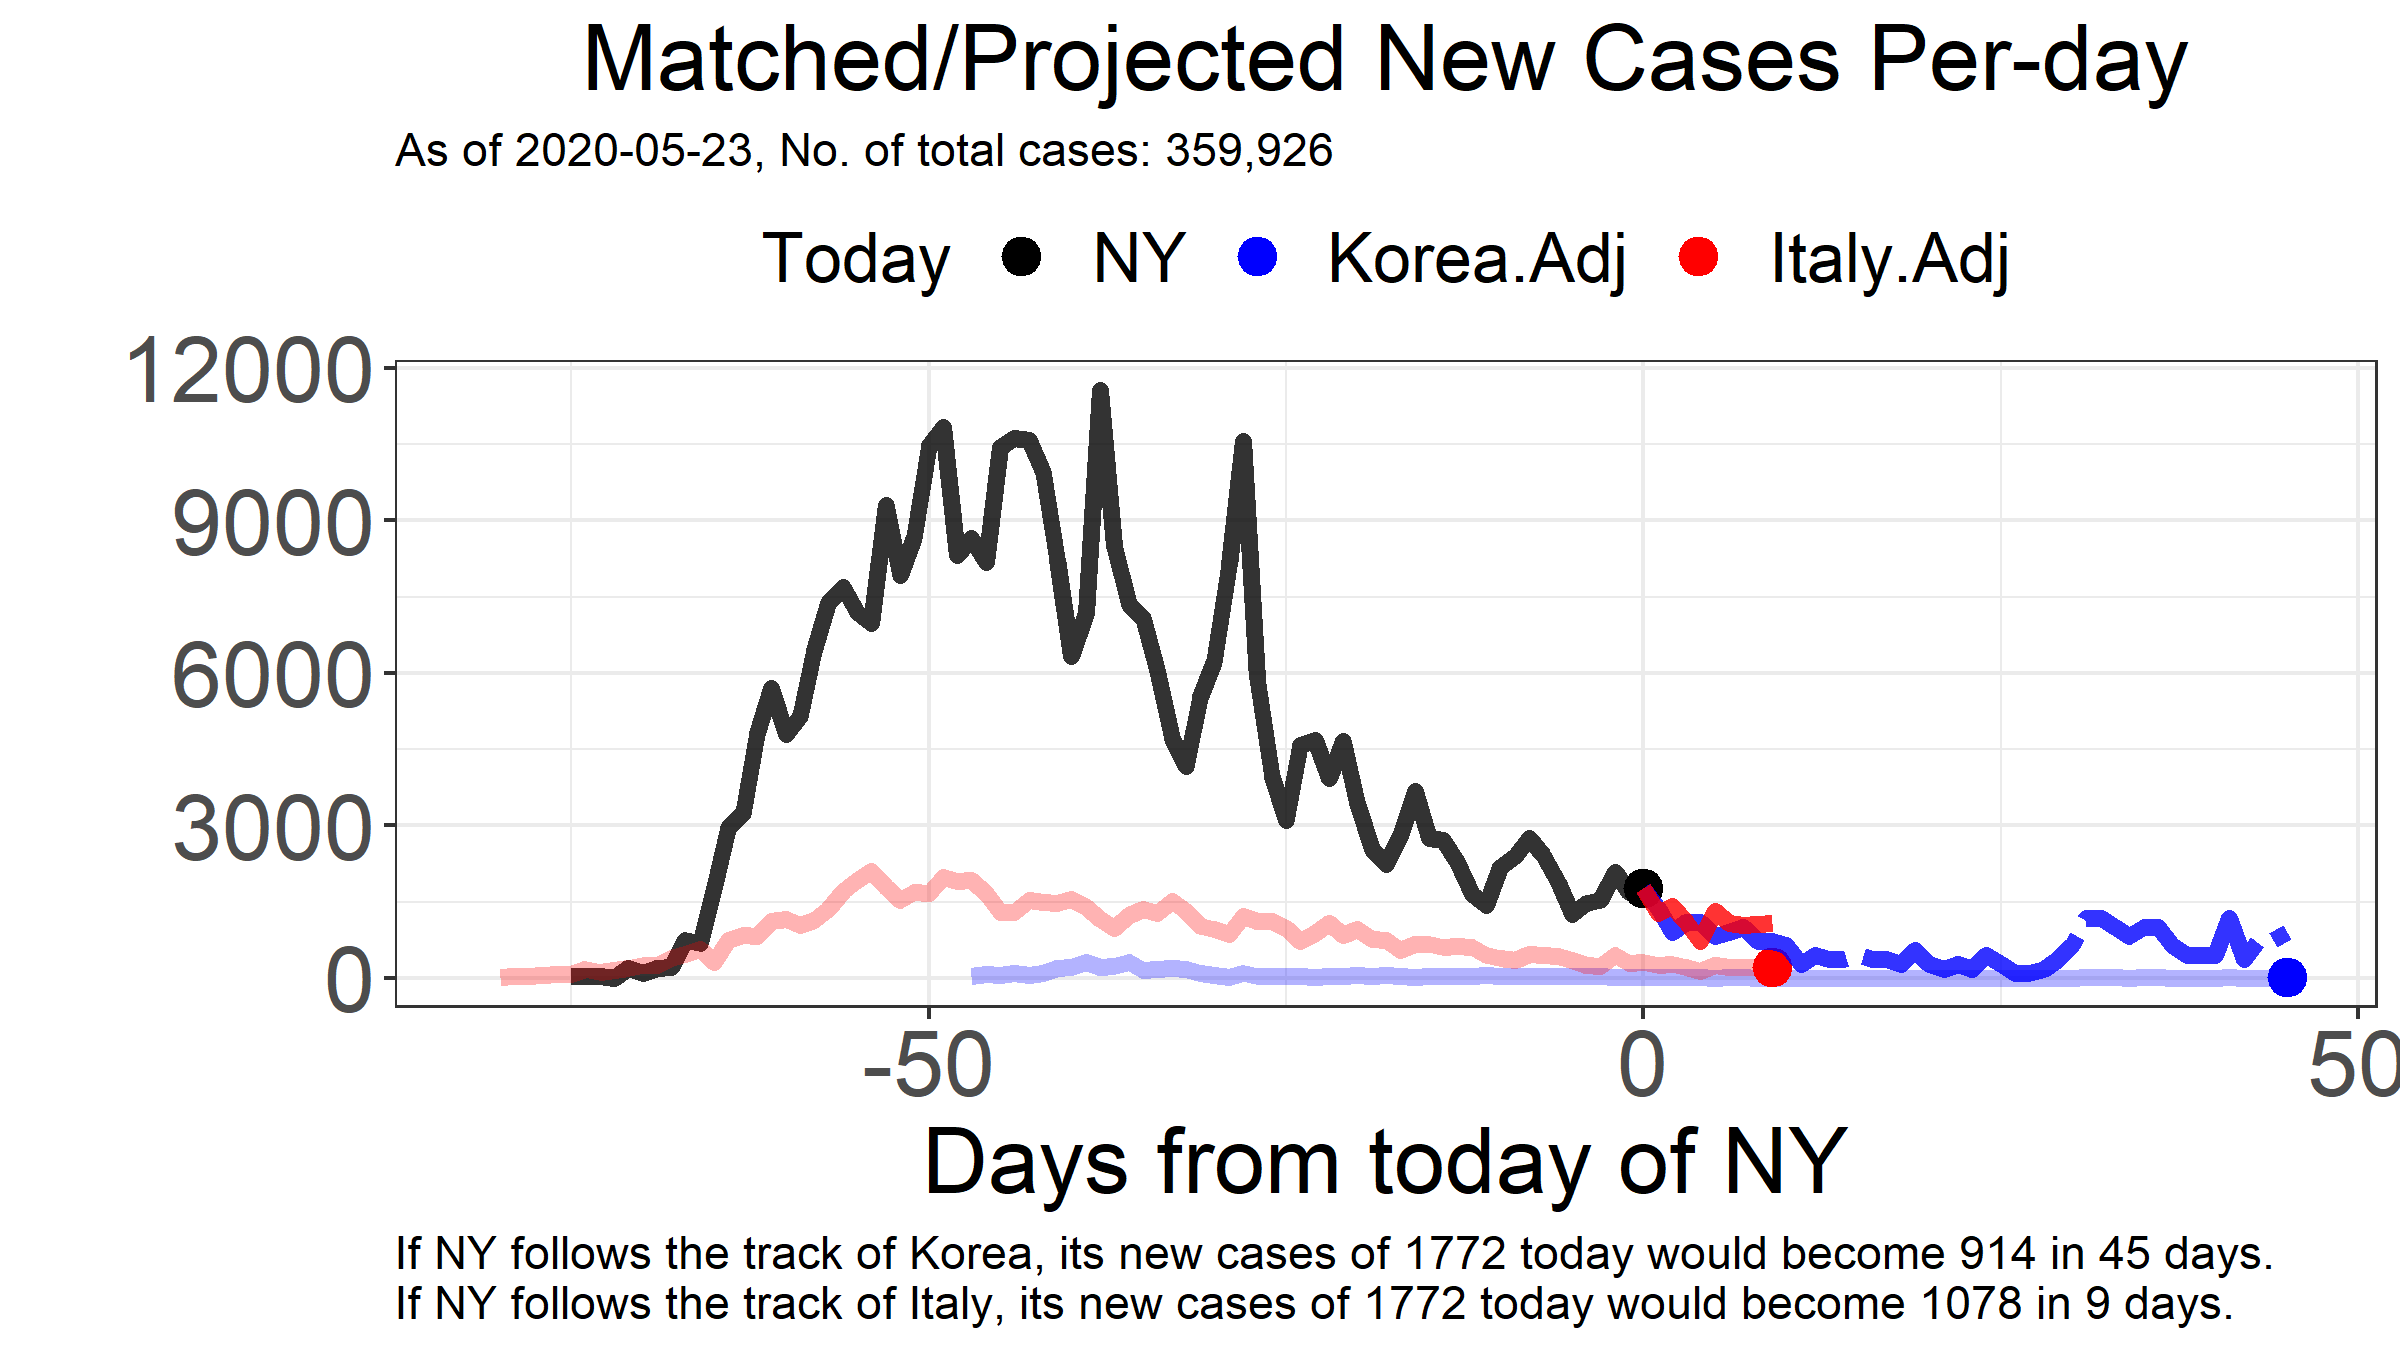 Matched/Projected New Cases Per-day
As of 2020-05-23, No. of total cases: 359,926
Today NY Korea.Adj Italy.Adj
12000
9000
6000
3000
0
-50 0 50
Days from today of NY
If NY follows the track of Korea, its new cases of 1772 today would become 914 in 45 days.
If NY follows the track of Italy, its new cases of 1772 today would become 1078 in 9 days.